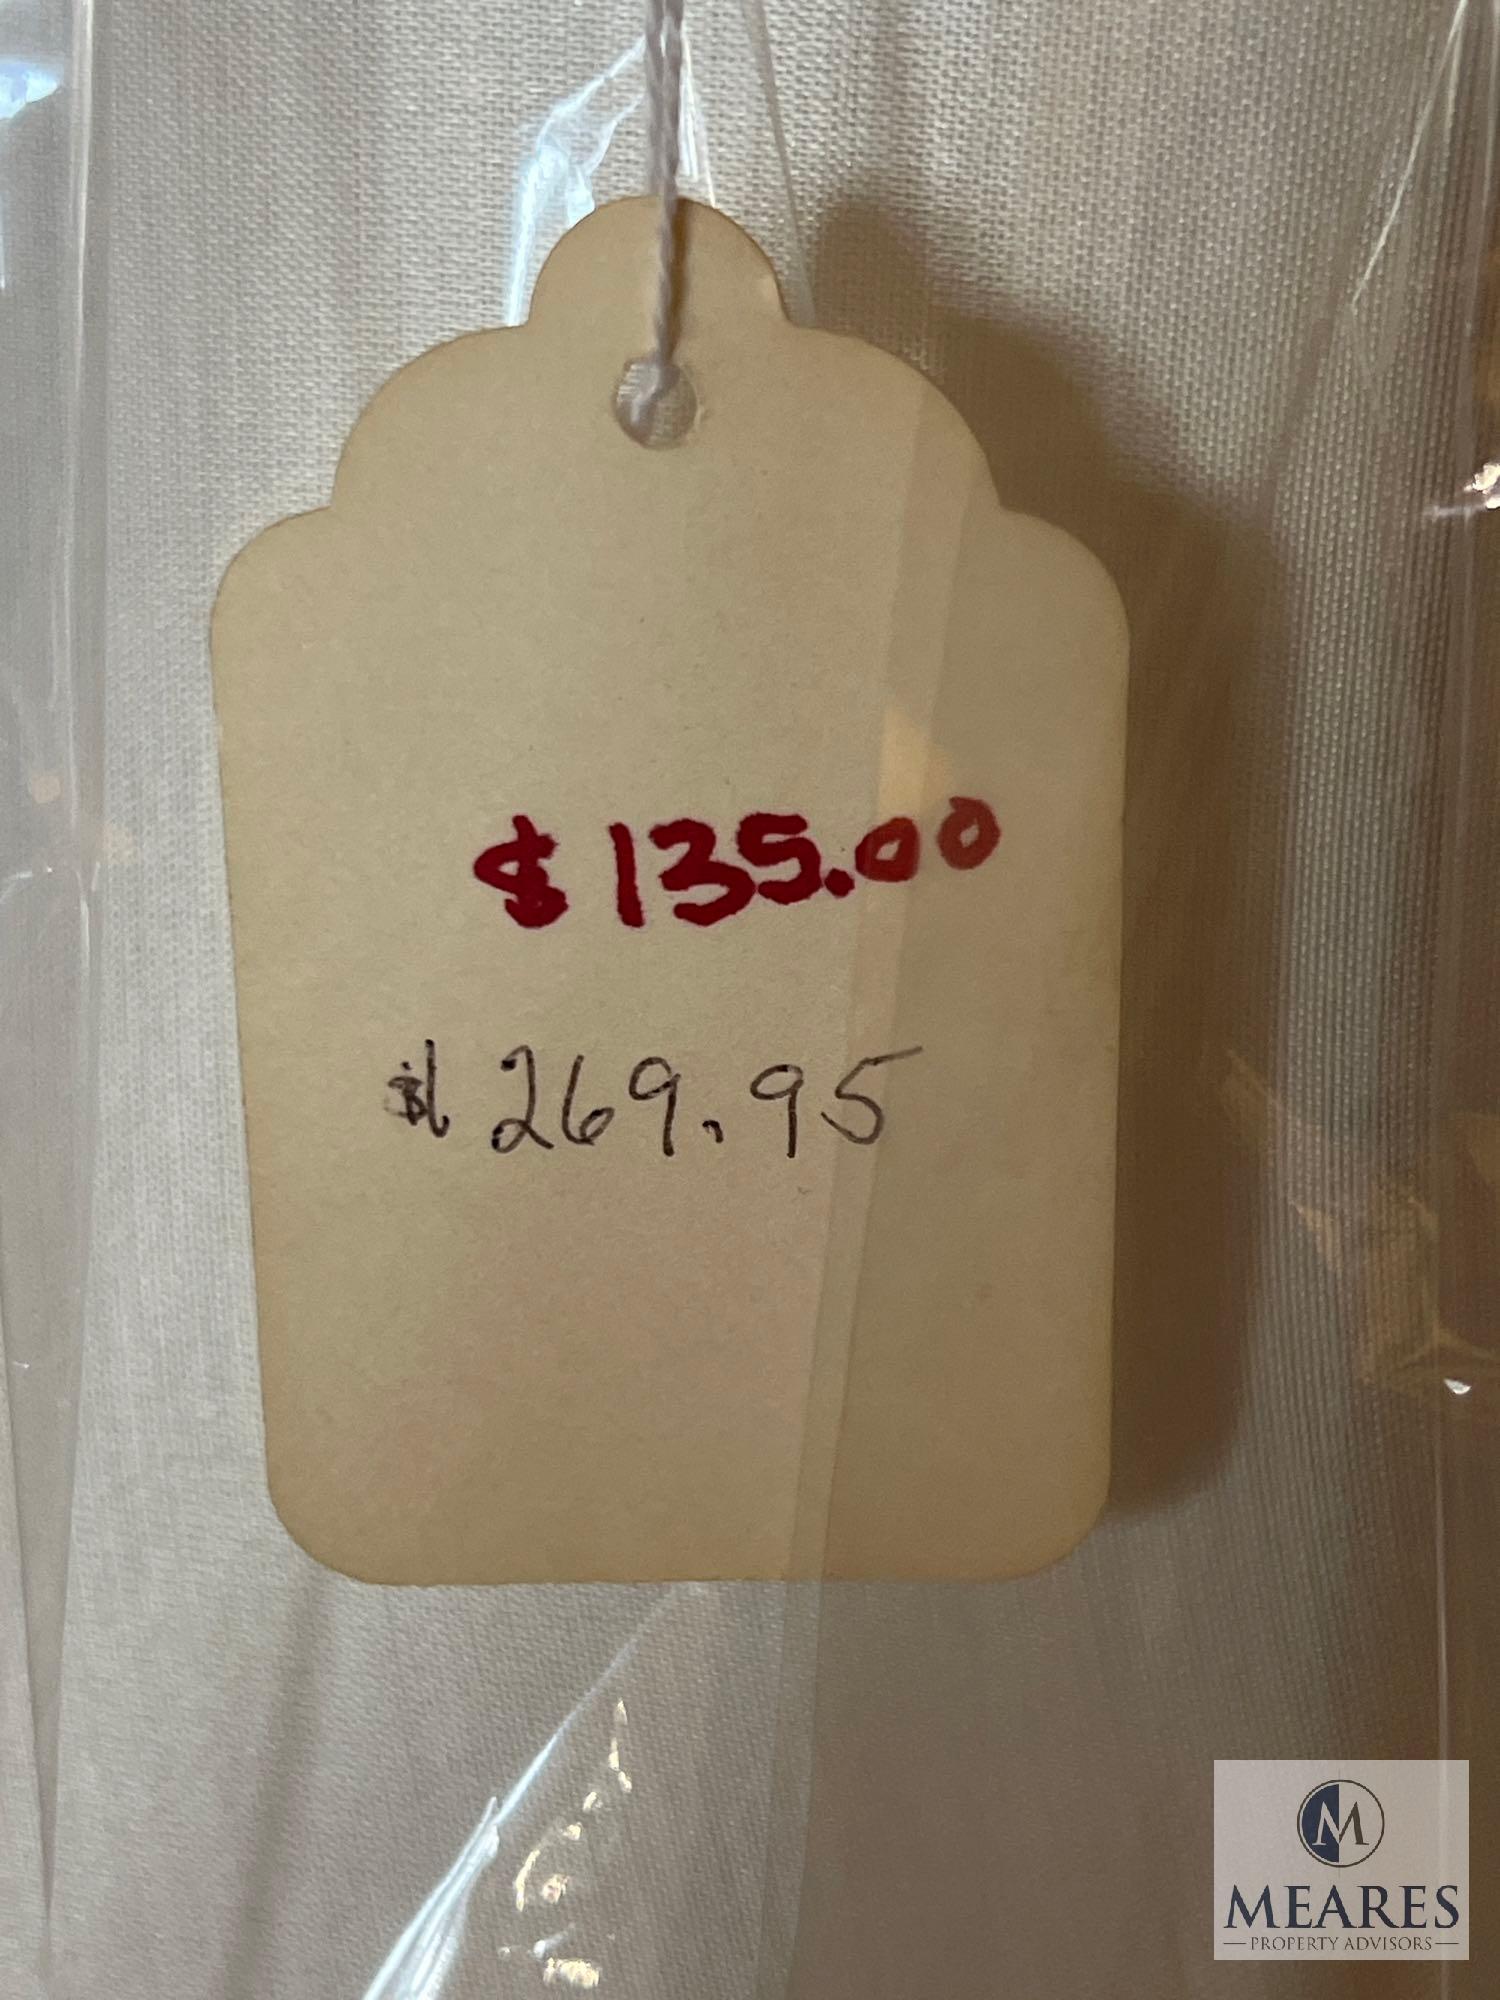 $ 135.00
$ 269.95
M
MEARES
PROPERTY ADVISORS